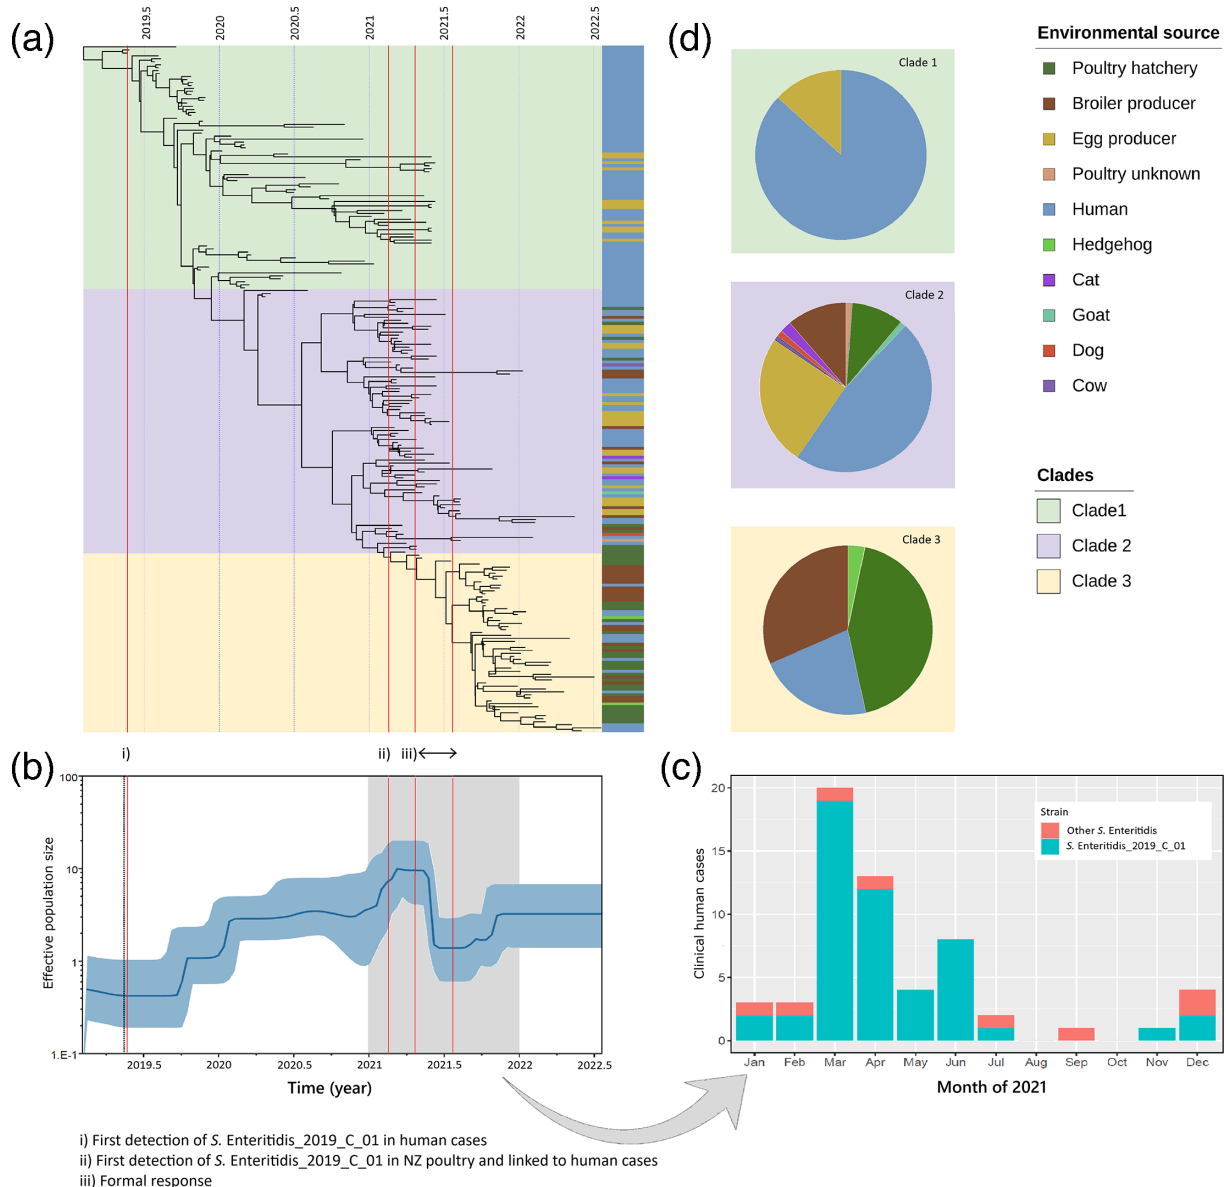 (a)
2019.5
2020
2020.5
2021
2021.5
2022
2022.5
i)
ii)
iii)
(d)
Clade 1
Clade 2
Clade 3
Environmental source
Poultry hatchery
Broiler producer
Egg producer
Poultry unknown
Human
Hedgehog
Cat
Goat
Dog
Cow
Clades
Clade1
Clade 2
Clade 3
(b)
Effective population size
100
10
1
1.E-1
2019.5
2020
2020.5
2021
2021.5
2022
2022.5
Time (year)
(c)
Clinical human cases
20
15
10
5
0
Strain
Other S. Enteritidis
S. Enteritidis_2019_C_01
Jan
Feb
Mar
Apr
May
Jun
Jul
Aug
Sep
Oct
Nov
Dec
Month of 2021
i) First detection of S. Enteritidis_2019_C_01 in human cases
ii) First detection of S. Enteritidis_2019_C_01 in NZ poultry and linked to human cases
iii) Formal response